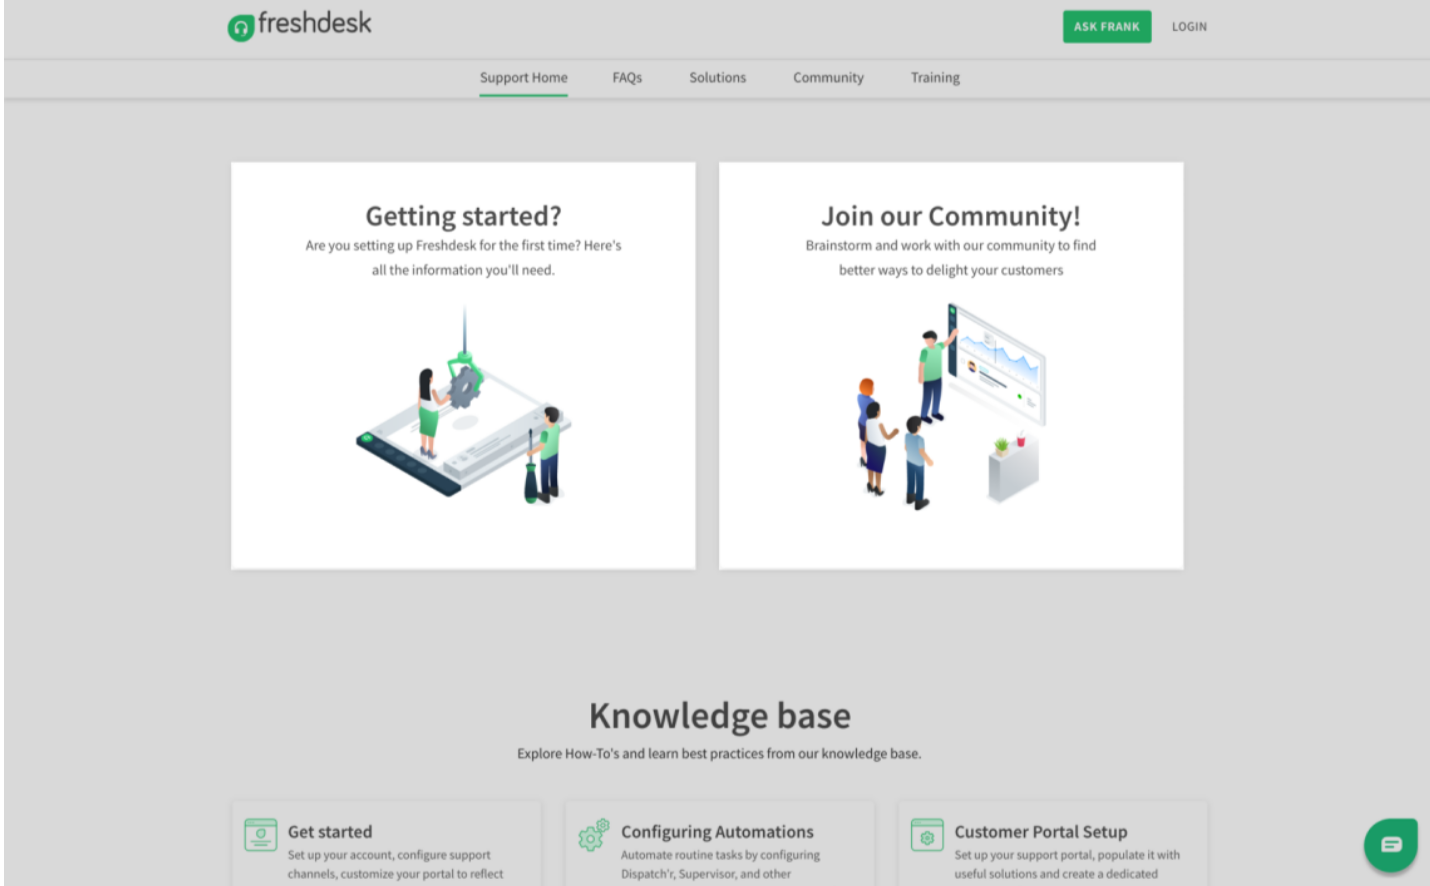 freshdesk
ASK FRANK
LOGIN
Support Home
FAQs
Solutions
Community
Training
Getting started?
Are you setting up Freshdesk for the first time? Here's
all the information you'll need.
Join our Community!
Brainstorm and work with our community to find
better ways to delight your customers
Knowledge base
Explore How-To's and learn best practices from our knowledge base.
Get started
Set up your account, configure support
channels, customize your portal to reflect
Configuring Automations
Automate routine tasks by configuring
Dispatch'r, Supervisor, and other
Customer Portal Setup
Set up your support portal, populate it with
useful solutions and create a dedicated